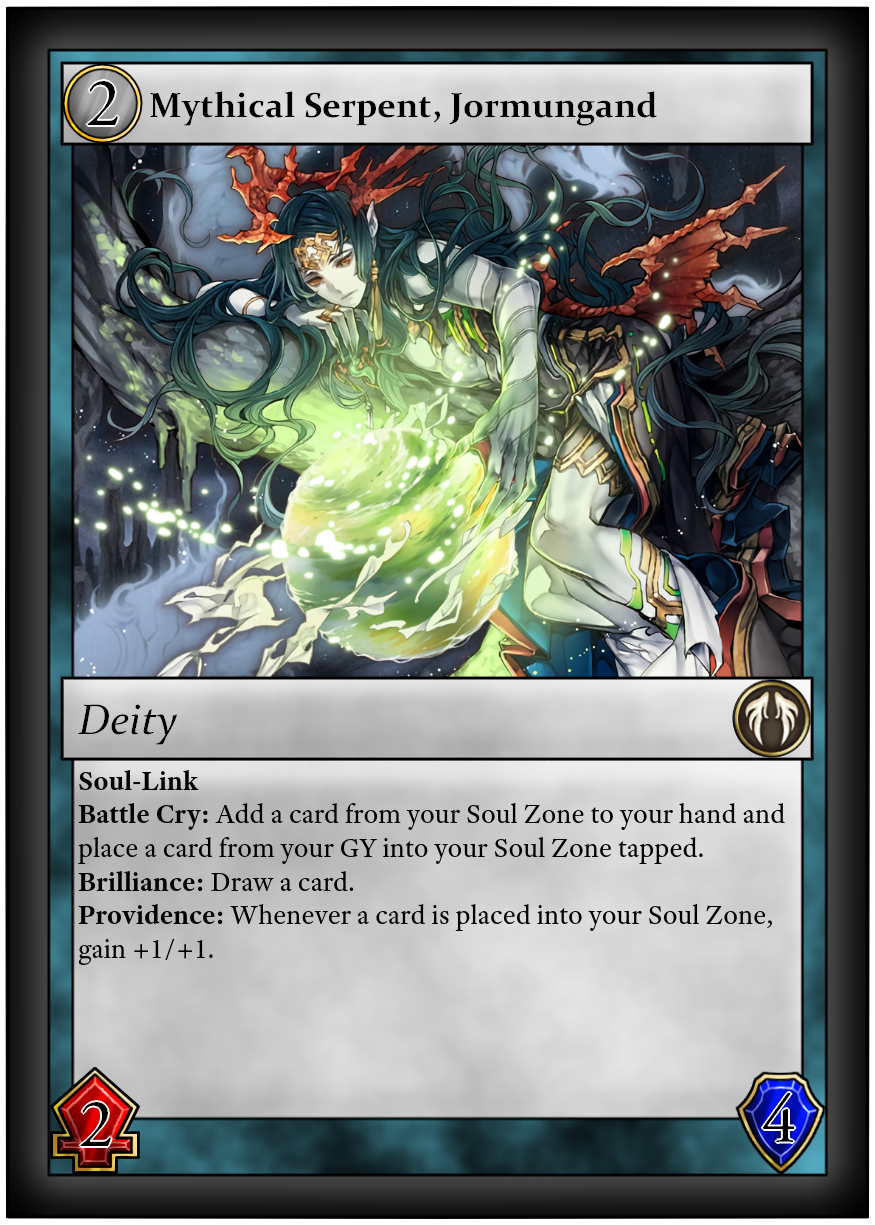 2 Mythical Serpent, Jormungand
Deity
Soul-Link
Battle Cry: Add a card from your Soul Zone to your hand and
place a card from your GY into your Soul Zone tapped.
Brilliance: Draw a card.
Providence: Whenever a card is placed into your Soul Zone,
gain +1/+1.
2 4